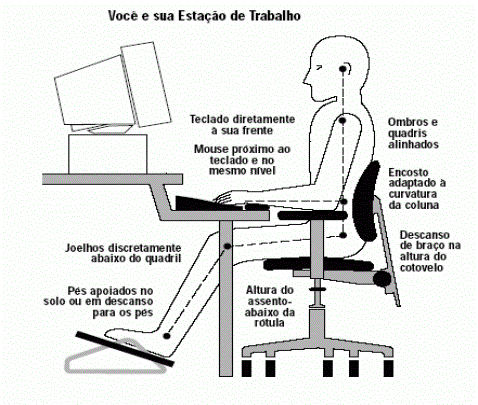 Você e sua Estação de Trabalho
Teclado diretamente
à sua frente
Mouse próximo ao
teclado e no
mesmo nível
Ombros e
quadris
alinhados
Encosto
adaptado à
curvatura
da coluna
Joelhos discretamente
abaixo do quadril
Descanso
de braço na
altura do
cotovelo
Pés apoiados no
solo ou em descanso
para os pés
Altura do
assento-
abaixo da
rótula